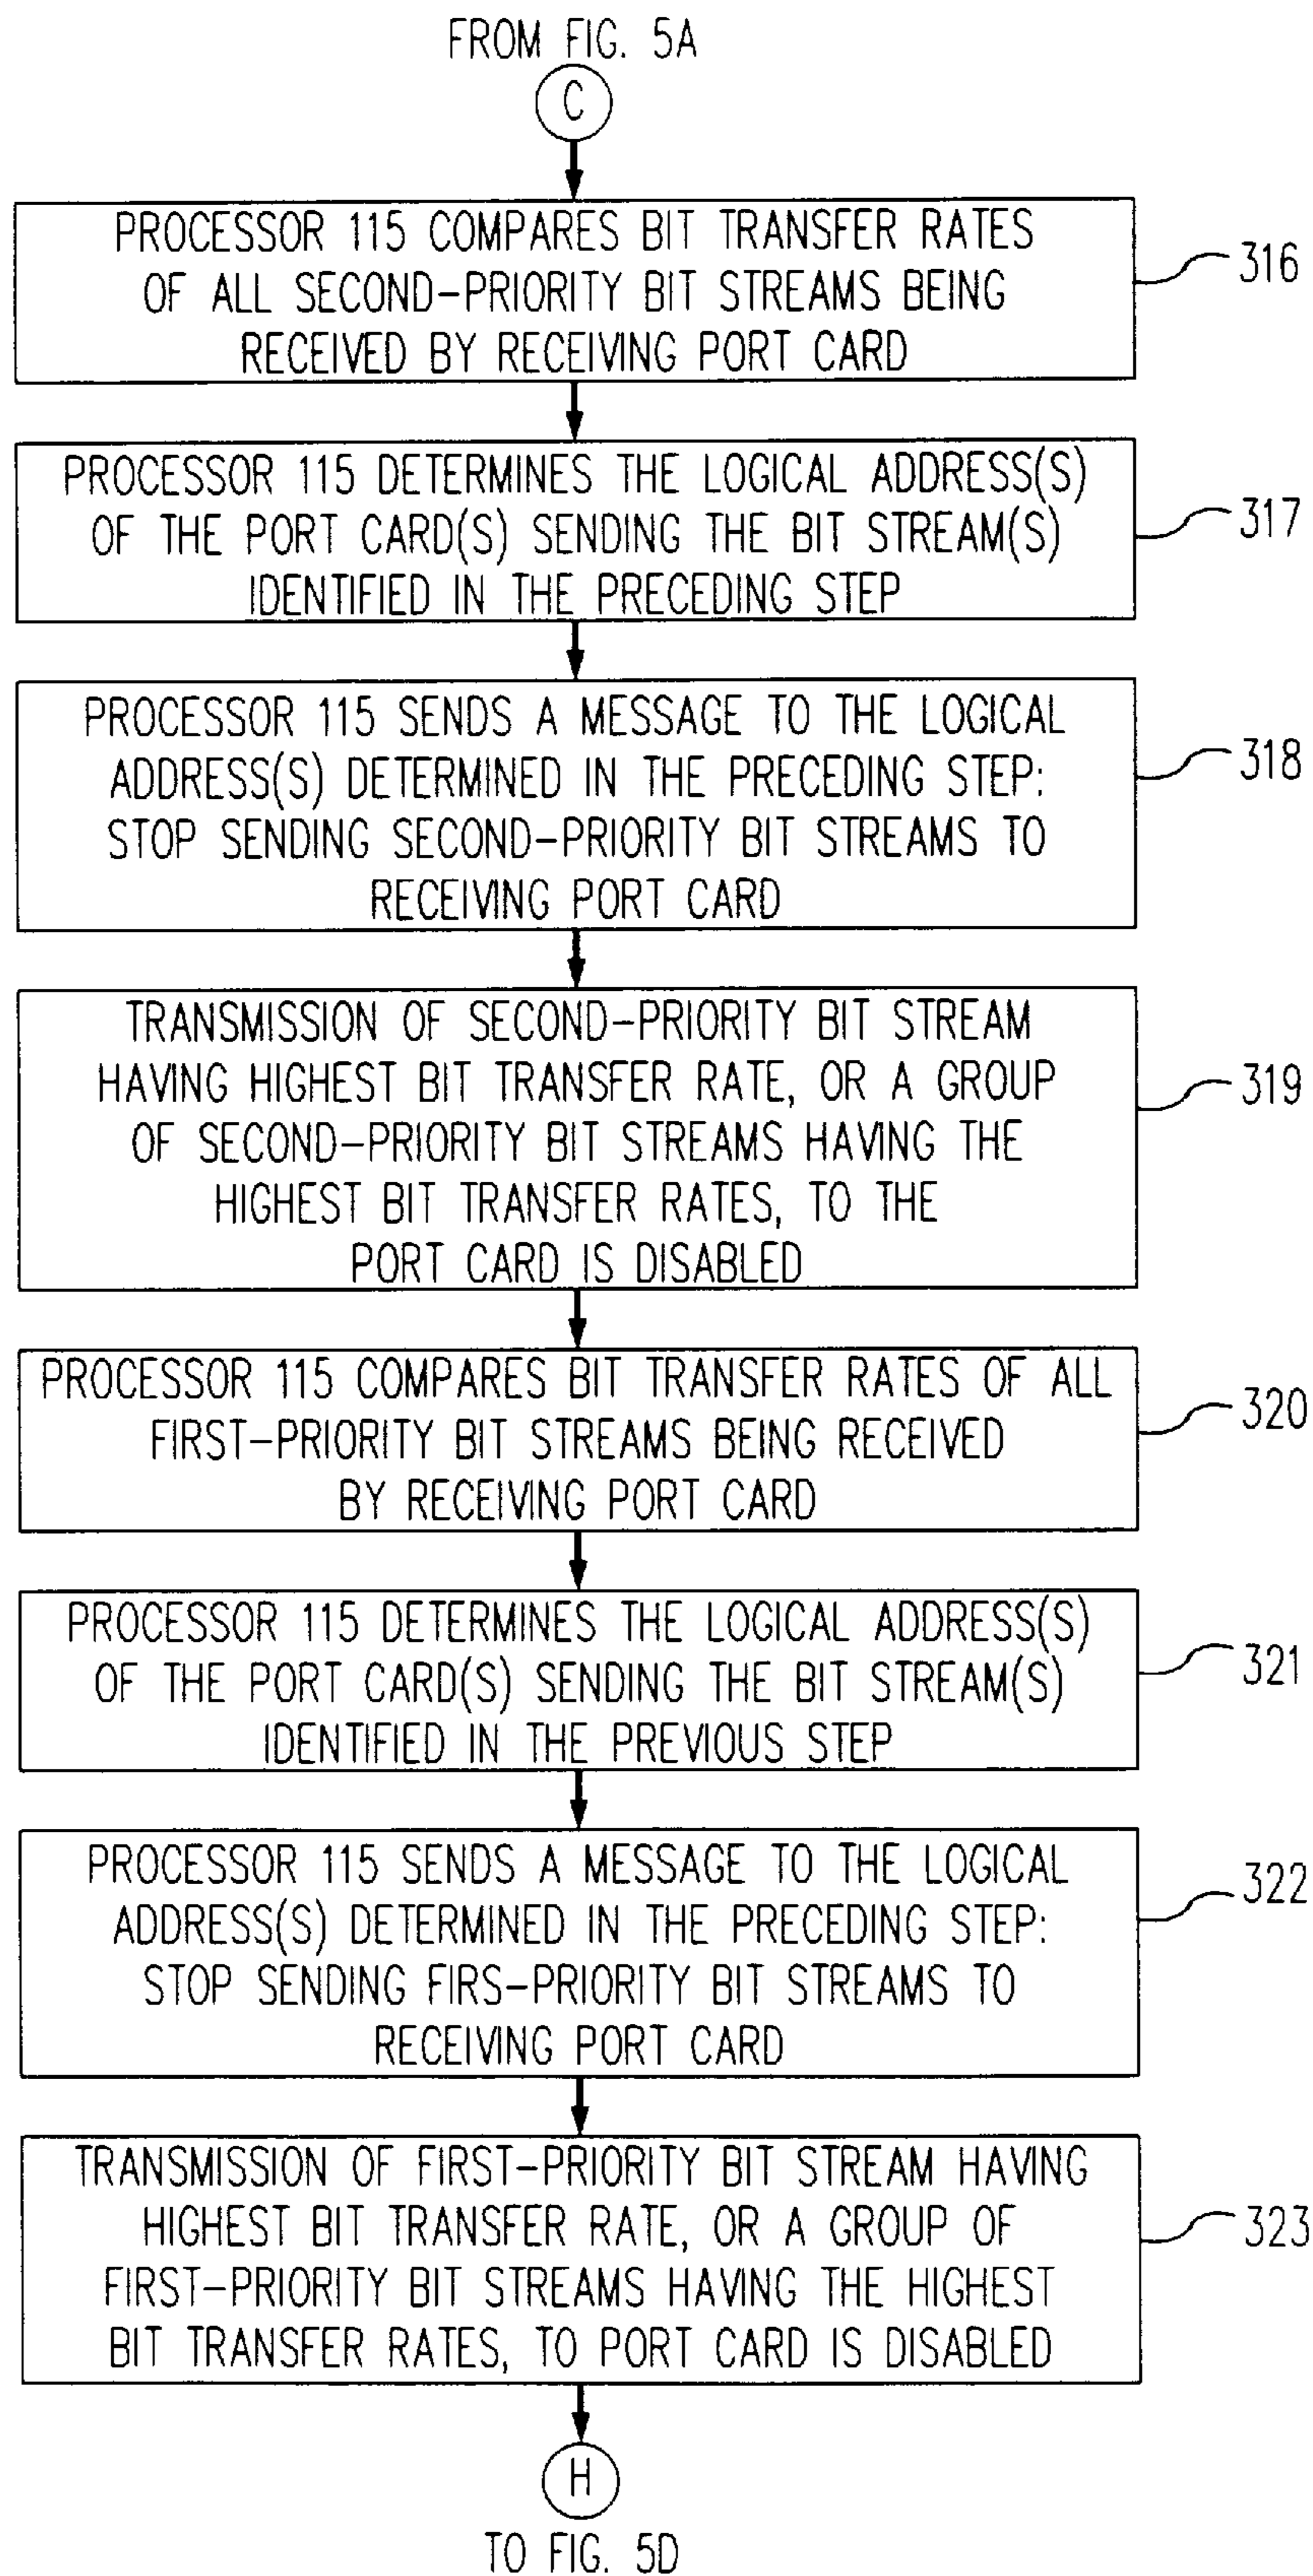 FROM FIG. 5A
C
PROCESSOR 115 COMPARES BIT TRANSFER RATES
OF ALL SECOND-PRIORITY BIT STREAMS BEING
RECEIVED BY RECEIVING PORT CARD
316
PROCESSOR 115 DETERMINES THE LOGICAL ADDRESS(S)
OF THE PORT CARD(S) SENDING THE BIT STREAM(S)
IDENTIFIED IN THE PRECEDING STEP
317
PROCESSOR 115 SENDS A MESSAGE TO THE LOGICAL
ADDRESS(S) DETERMINED IN THE PRECEDING STEP:
STOP SENDING SECOND-PRIORITY BIT STREAMS TO
RECEIVING PORT CARD
318
TRANSMISSION OF SECOND-PRIORITY BIT STREAM
HAVING HIGHEST BIT TRANSFER RATE, OR A GROUP
OF SECOND-PRIORITY BIT STREAMS HAVING THE
HIGHEST BIT TRANSFER RATES, TO THE
PORT CARD IS DISABLED
319
PROCESSOR 115 COMPARES BIT TRANSFER RATES OF ALL
FIRST-PRIORITY BIT STREAMS BEING RECEIVED
BY RECEIVING PORT CARD
320
PROCESSOR 115 DETERMINES THE LOGICAL ADDRESS(S)
OF THE PORT CARD(S) SENDING THE BIT STREAM(S)
IDENTIFIED IN THE PREVIOUS STEP
321
PROCESSOR 115 SENDS A MESSAGE TO THE LOGICAL
ADDRESS(S) DETERMINED IN THE PRECEDING STEP:
STOP SENDING FIRS-PRIORITY BIT STREAMS TO
RECEIVING PORT CARD
322
TRANSMISSION OF FIRST-PRIORITY BIT STREAM HAVING
HIGHEST BIT TRANSFER RATE, OR A GROUP OF
FIRST-PRIORITY BIT STREAMS HAVING THE HIGHEST
BIT TRANSFER RATES, TO PORT CARD IS DISABLED
323
H
TO FIG. 5D